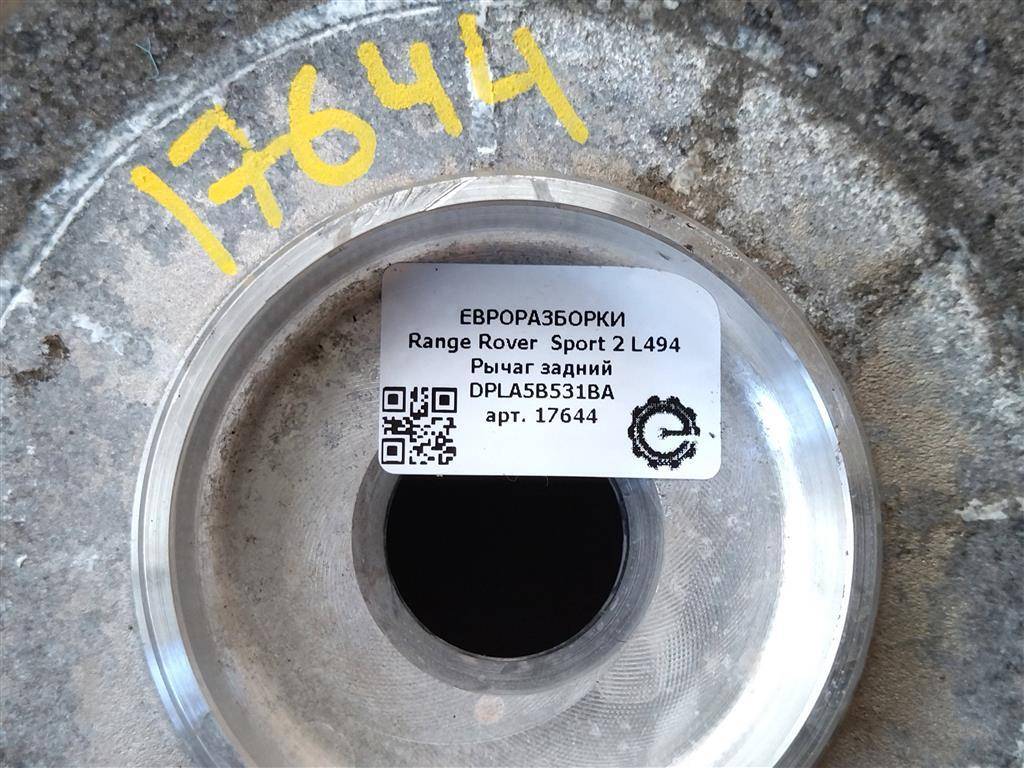 17644
ЕВРОРАЗБОРКИ
Range Rover Sport 2 L494
Рычаг задний
DPLA5B531BA
арт. 17644